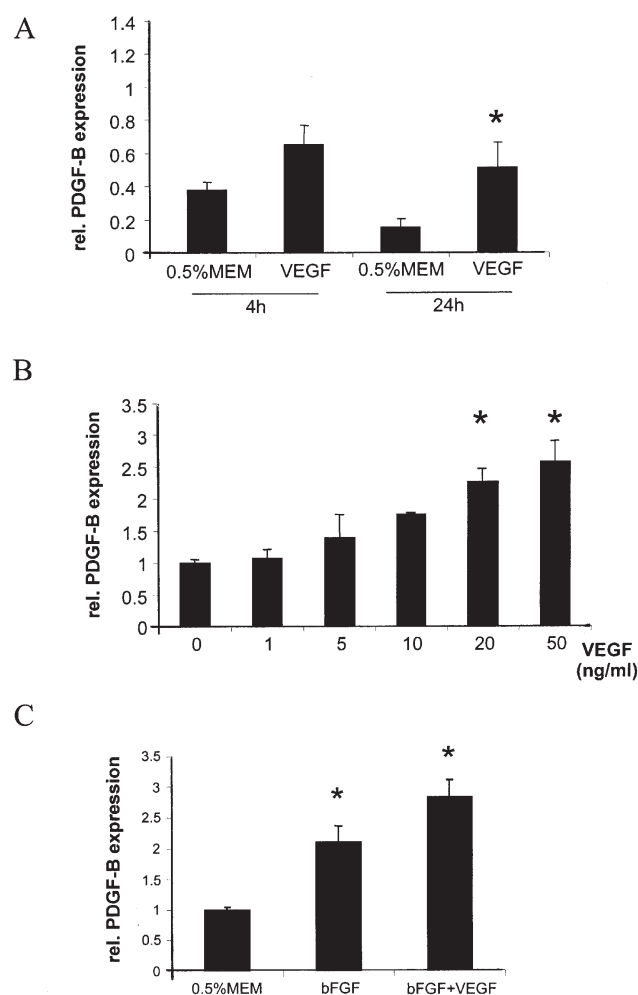 A
rel. PDGF-B expression
1.4
1.2
1
0.8
0.6
0.4
0.2
0
*
0.5%MEM VEGF 0.5%MEM VEGF
4h 24h
B
rel. PDGF-B expression
3.5
3
2.5
2
1.5
1
0.5
0
* *
0 1 5 10 20 50 VEGF
(ng/ml)
C
rel. PDGF-B expression
3.5
3
2.5
2
1.5
1
0.5
0
* *
0.5%MEM bFGF bFGF+VEGF